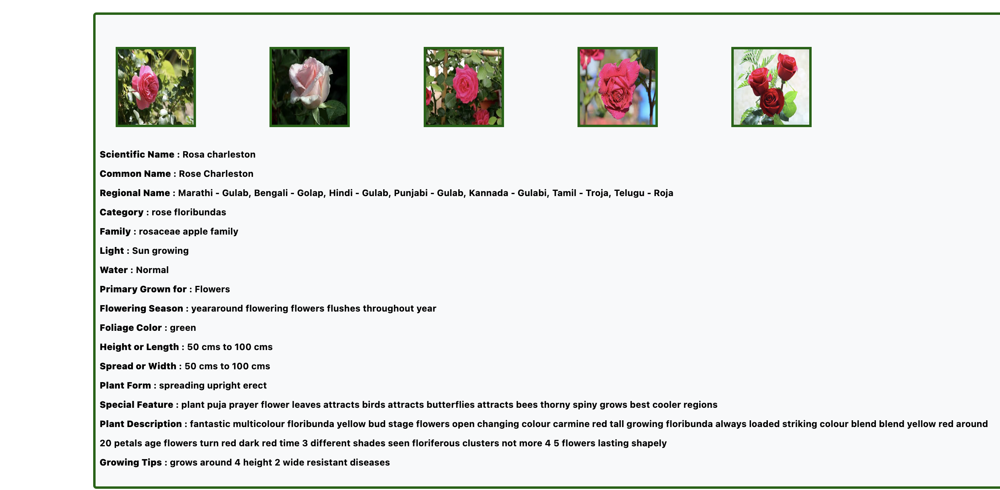 Scientific Name : Rosa charleston
Common Name : Rose Charleston
Regional Name : Marathi - Gulab, Bengali - Golap, Hindi - Gulab, Punjabi - Gulab, Kannada - Gulabi, Tamil - Troja, Telugu - Roja
Category : rose floribundas
Family : rosaceae apple family
Light : Sun growing
Water : Normal
Primary Grown for : Flowers
Flowering Season : yeararound flowering flowers flushes throughout year
Foliage Color : green
Height or Length : 50 cms to 100 cms
Spread or Width : 50 cms to 100 cms
Plant Form : spreading upright erect
Special Feature : plant puja prayer flower leaves attracts birds attracts butterflies attracts bees thorny spiny grows best cooler regions
Plant Description : fantastic multicolour floribunda yellow bud stage flowers open changing colour carmine red tall growing floribunda always loaded striking colour blend blend yellow red around
20 petals age flowers turn red dark red time 3 different shades seen floriferous clusters not more 4 5 flowers lasting shapely
Growing Tips : grows around 4 height 2 wide resistant diseases